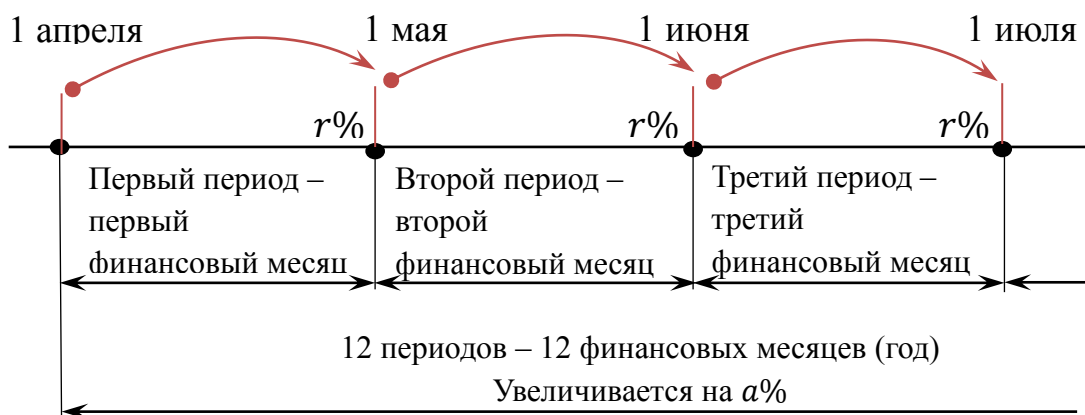 1 апреля 1 мая 1 июня 1 июля
r% r% r%
Первый период –
первый
финансовый месяц
Второй период –
второй
финансовый месяц
Третий период –
третий
финансовый месяц
12 периодов – 12 финансовых месяцев (год)
Увеличивается на a%